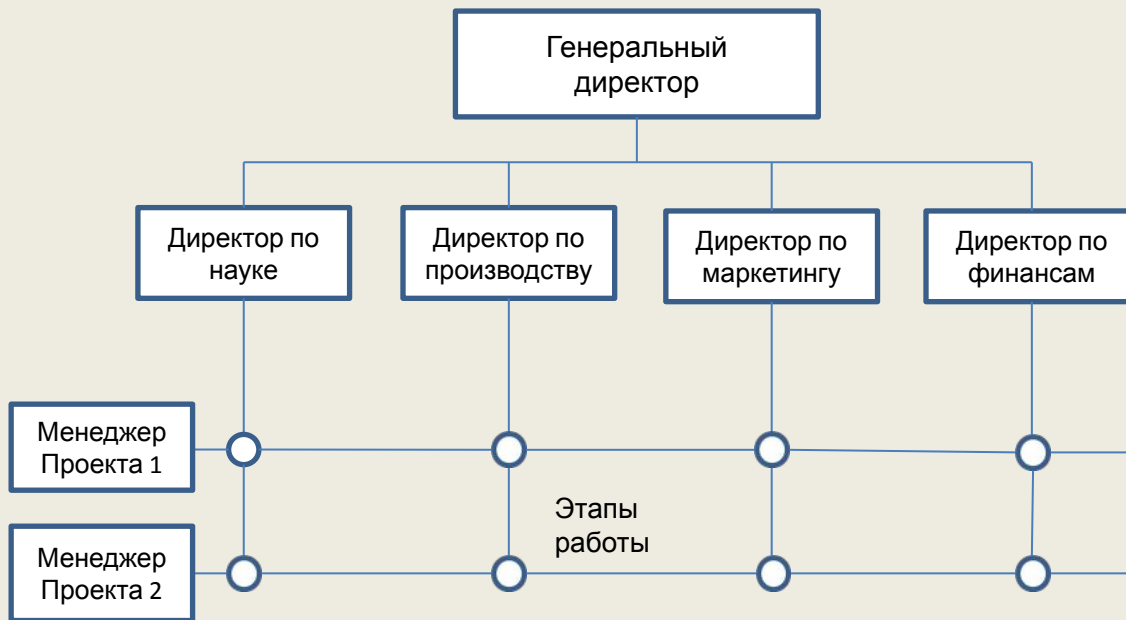 Генеральный
директор
Директор по
науке
Директор по
производству
Директор по
маркетингу
Директор по
финансам
Менеджер
Проекта 1
Этапы
работы
Менеджер
Проекта 2